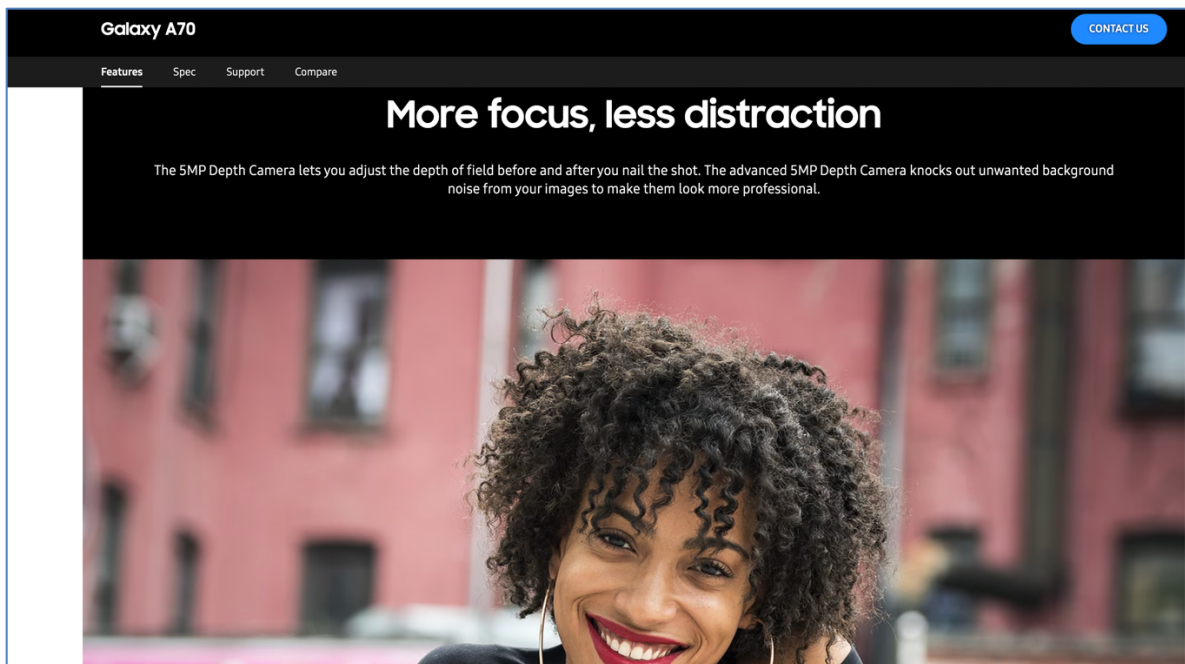 Galaxy A70
CONTACT US
Features Spec Support Compare
More focus, less distraction
The 5MP Depth Camera lets you adjust the depth of field before and after you nail the shot. The advanced 5MP Depth Camera knocks out unwanted background
noise from your images to make them look more professional.